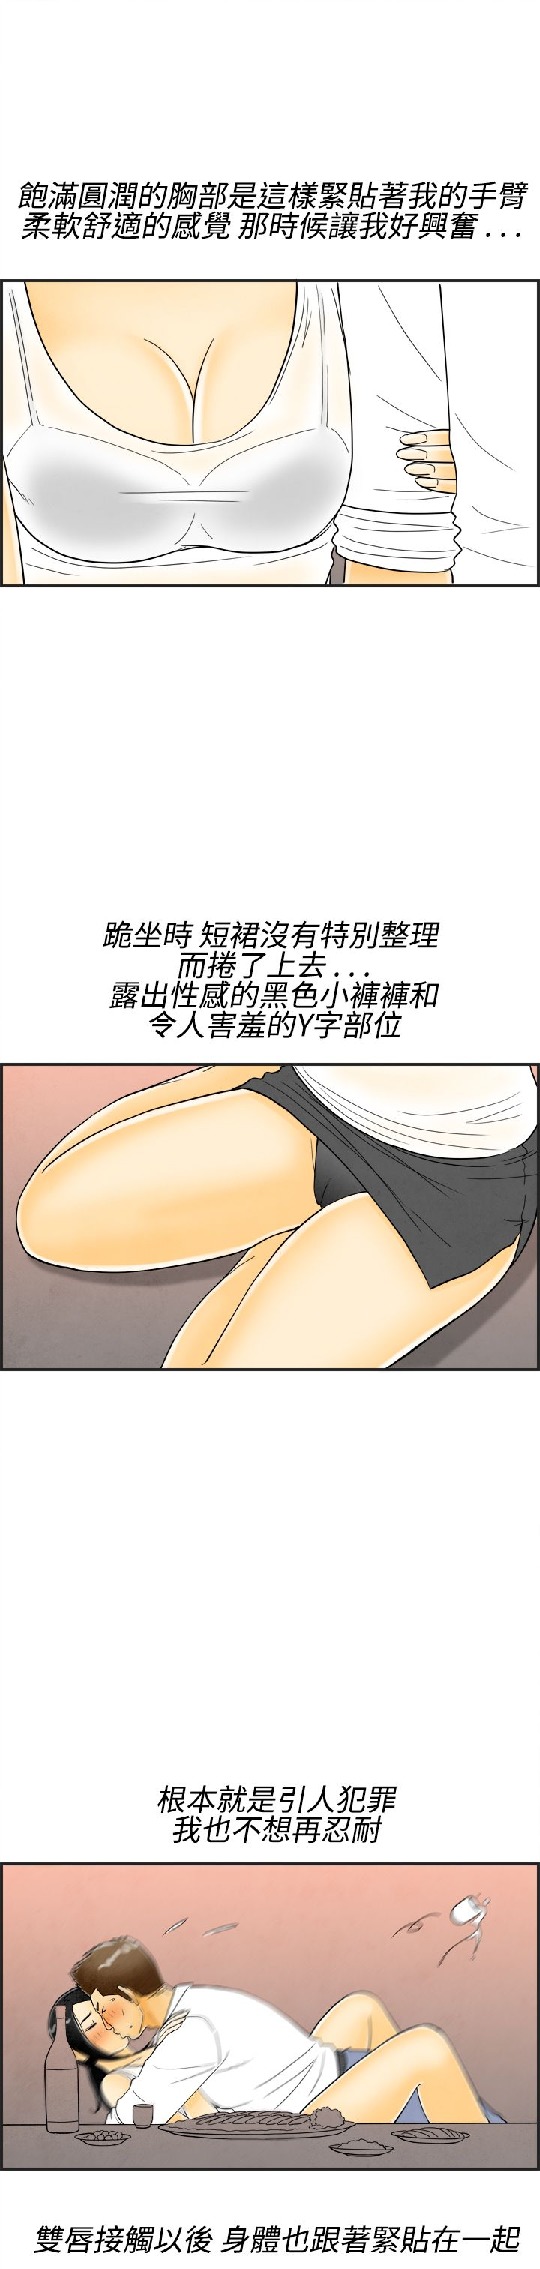 飽滿圓潤的胸部是這樣緊貼著我的手臂
柔軟舒適的感覺 那時候讓我好興奮...
跪坐時 短裙沒有特別整理
而捲了上去...
露出性感的黑色小褲褲和
令人害羞的Y字部位
根本就是引人犯罪
我也不想再忍耐
雙唇接觸以後 身體也跟著緊貼在一起